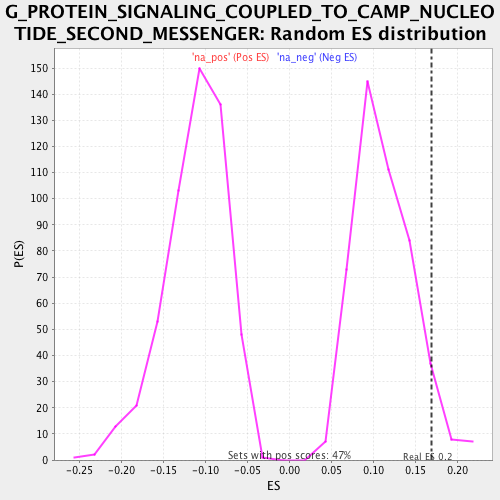 G_PROTEIN_SIGNALING_COUPLED_TO_CAMP_NUCLEO
TIDE_SECOND_MESSENGER: Random ES distribution
'na_pos' (Pos ES) 'na_neg' (Neg ES)
150
140
130
120
110
100
90
80
70
60
50
40
30
20
10
0
P(ES)
Sets with pos scores: 47%
Real ES 0.2
-0.25 -0.20 -0.15 -0.10 -0.05 0.00 0.05 0.10 0.15 0.20
ES